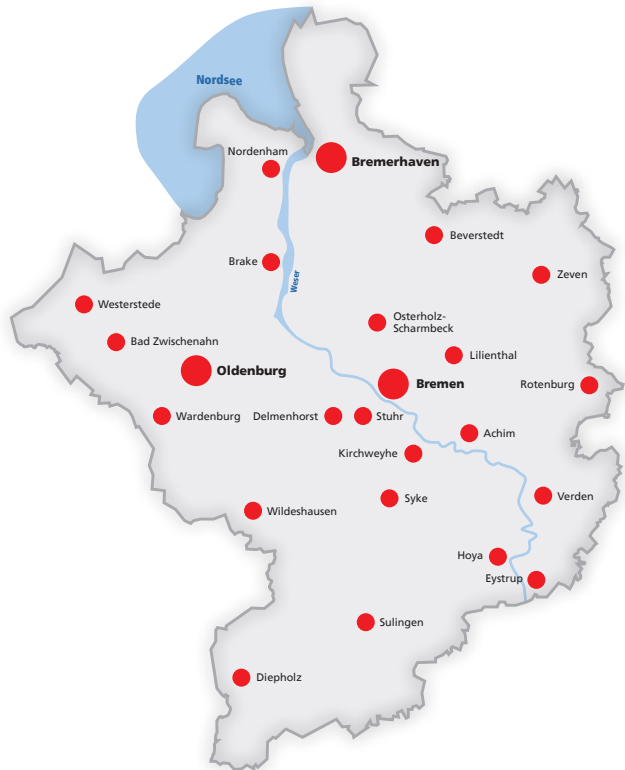 Nordsee
Nordenham
Bremerhaven
Beverstedt
Brake
Zeven
Weser
Westerstede
Osterholz-
Scharmbeck
Bad Zwischenahn
Lilienthal
Oldenburg
Bremen
Rotenburg
Wardenburg
Delmenhorst
Stuhr
Achim
Kirchweyhe
Syke
Verden
Wildeshausen
Hoya
Eystrup
Sulingen
Diepholz